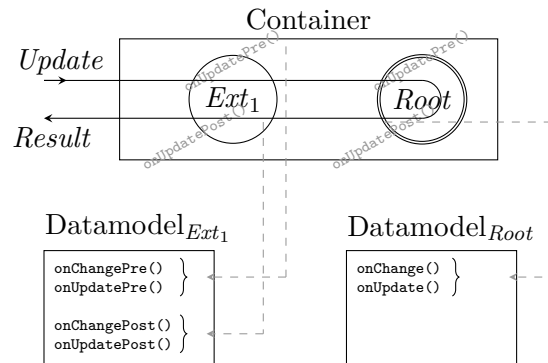 Container
Update
onUpdatePre()
onUpdatePre()
Ext1
Root
Result
onUpdatePost()
onUpdatePost()
DatamodelExt1
DatamodelRoot
onChangePre()
onUpdatePre()
onChangePost()
onUpdatePost()
onChange()
onUpdate()